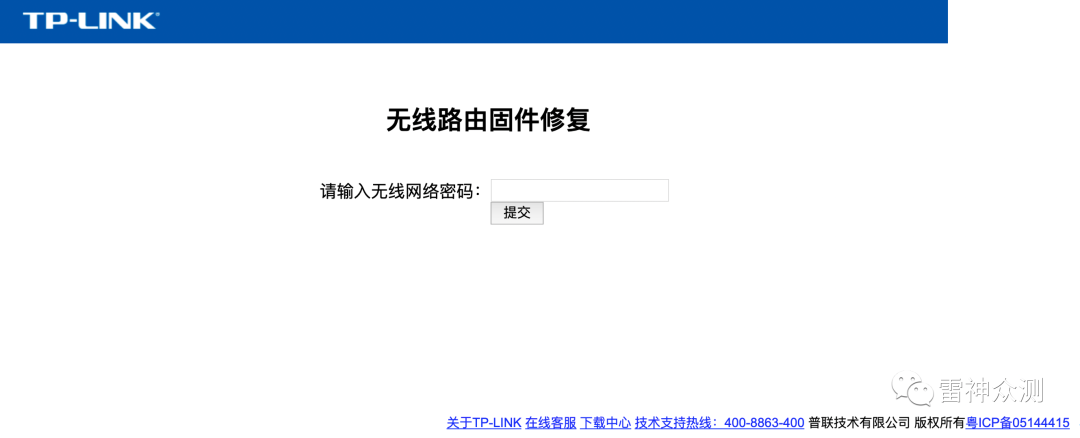 TP-LINK®
无线路由固件修复
请输入无线网络密码：
提交
雷神众测
关于TP-LINK 在线客服 下载中心 技术支持热线：400-8863-400 普联技术有限公司 版权所有粤ICP备05144415